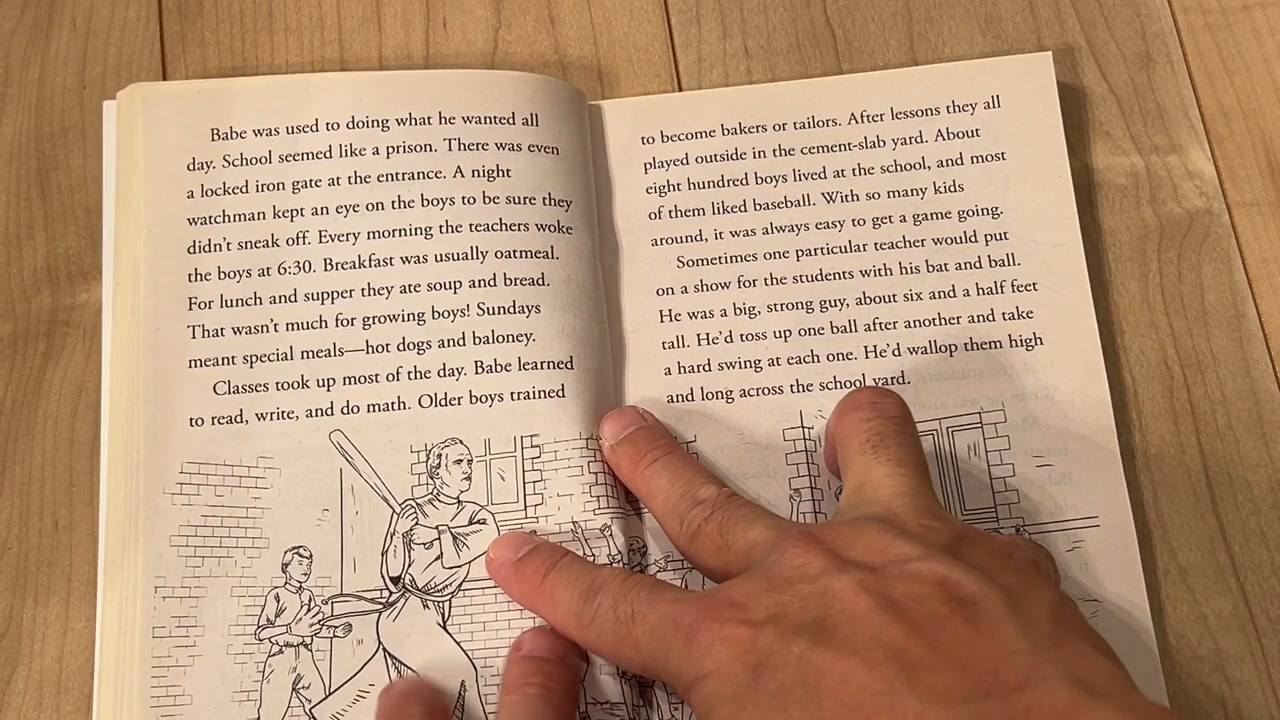 Babe was used to doing what he wanted all
day. School seemed like a prison. There was even
a locked iron gate at the entrance. A night
watchman kept an eye on the boys to be sure they
didn't sneak off. Every morning the teachers woke
the boys at 6:30. Breakfast was usually oatmeal.
For lunch and supper they ate soup and bread.
That wasn't much for growing boys! Sundays
meant special meals—hot dogs and baloney.
Classes took up most of the day. Babe learned
to read, write, and do math. Older boys trained
to become bakers or tailors. After lessons they all
played outside in the cement-slab yard. About
eight hundred boys lived at the school, and most
of them liked baseball. With so many kids
around, it was always easy to get a game going.
Sometimes one particular teacher would put
on a show for the students with his bat and ball.
He was a big, strong guy, about six and a half feet
tall. He'd toss up one ball after another and take
a hard swing at each one. He'd wallop them high
and long across the school yard.